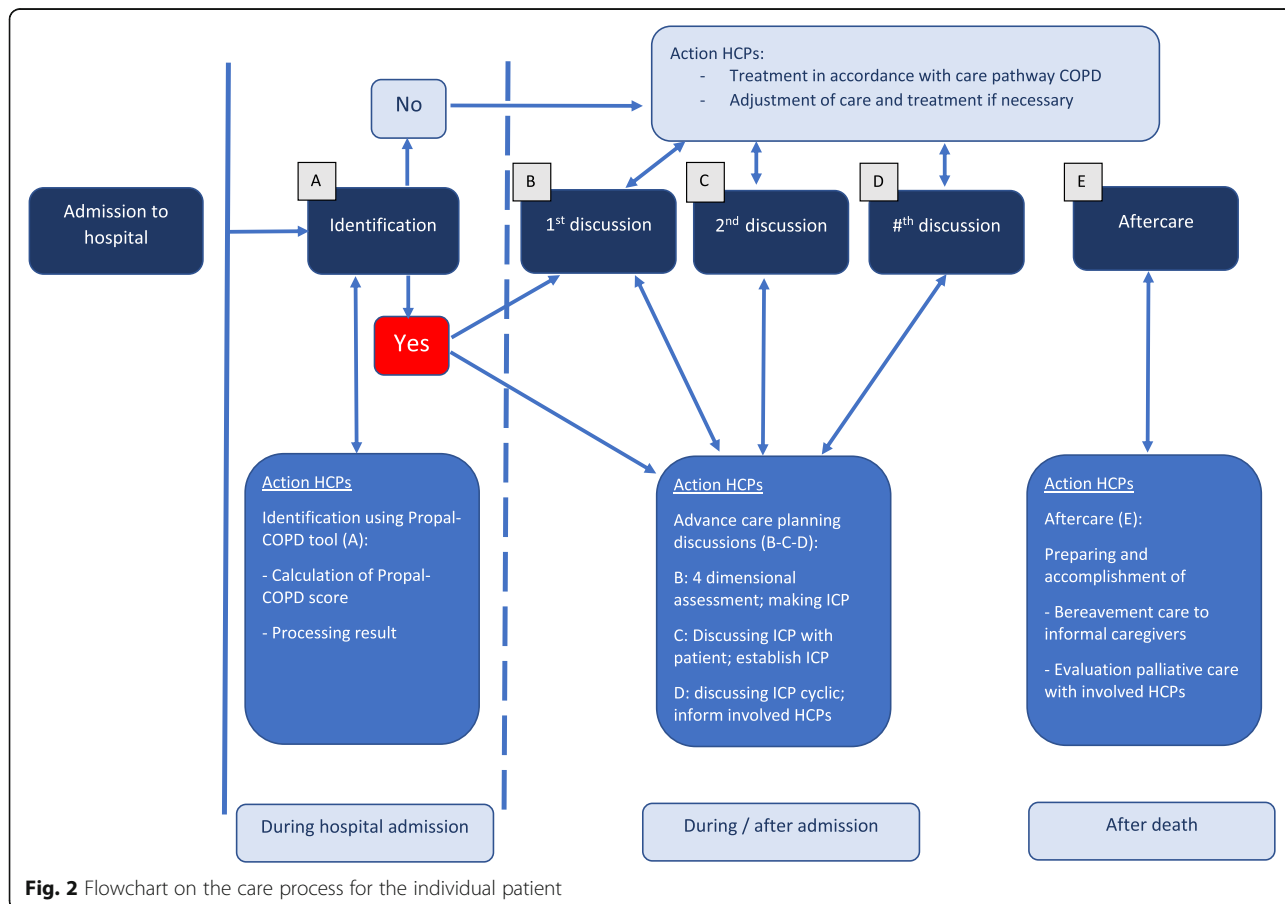 Action HCPs:
- Treatment in accordance with care pathway COPD
- Adjustment of care and treatment if necessary
No
A
B
C
D
E
Admission to
hospital
Identification
1st discussion
2nd discussion
#th discussion
Aftercare
Yes
Action HCPs
Identification using Propal-
COPD tool (A):
- Calculation of Propal-
COPD score
- Processing result
Action HCPs
Advance care planning
discussions (B-C-D):
B: 4 dimensional
assessment; making ICP
C: Discussing ICP with
patient; establish ICP
D: discussing ICP cyclic;
inform involved HCPs
Action HCPs
Aftercare (E):
Preparing and
accomplishment of
- Bereavement care to
informal caregivers
- Evaluation palliative care
with involved HCPs
During hospital admission
During / after admission
After death
Fig. 2 Flowchart on the care process for the individual patient